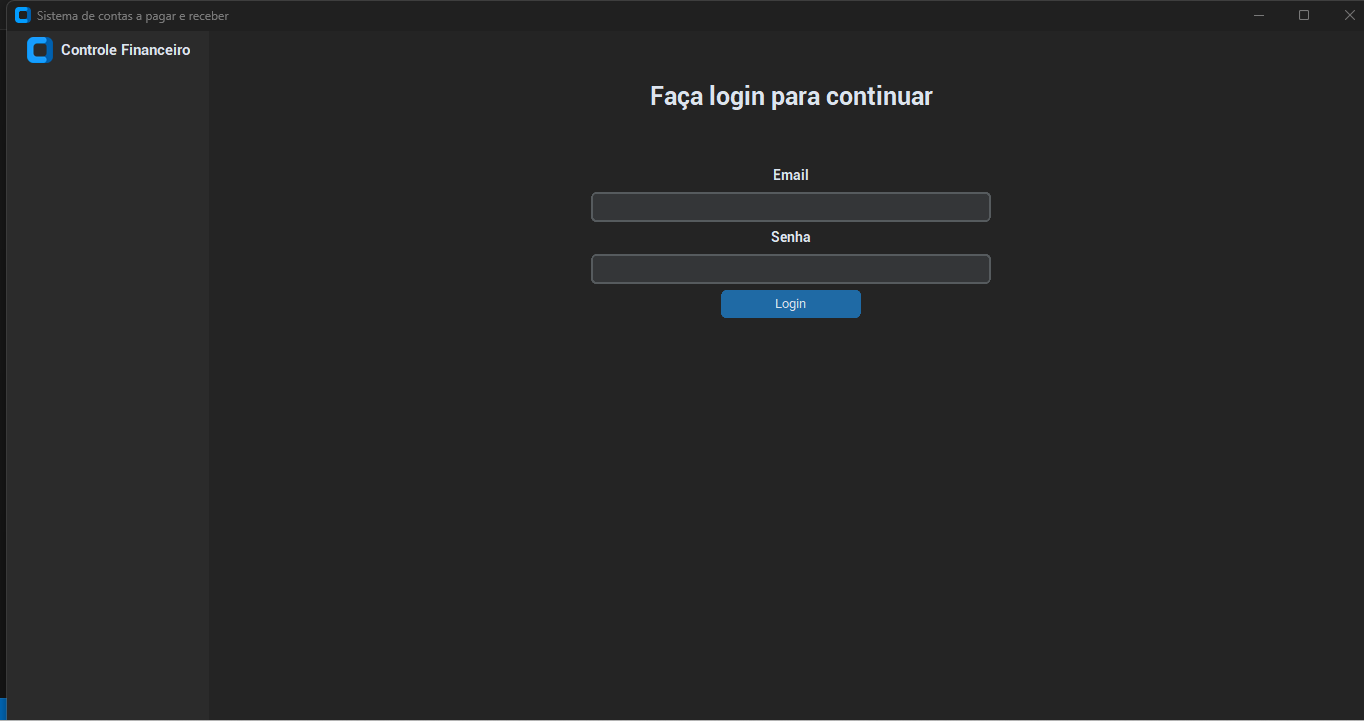 Sistema de contas a pagar e receber
Controle Financeiro
Faça login para continuar
Email
Senha
Login